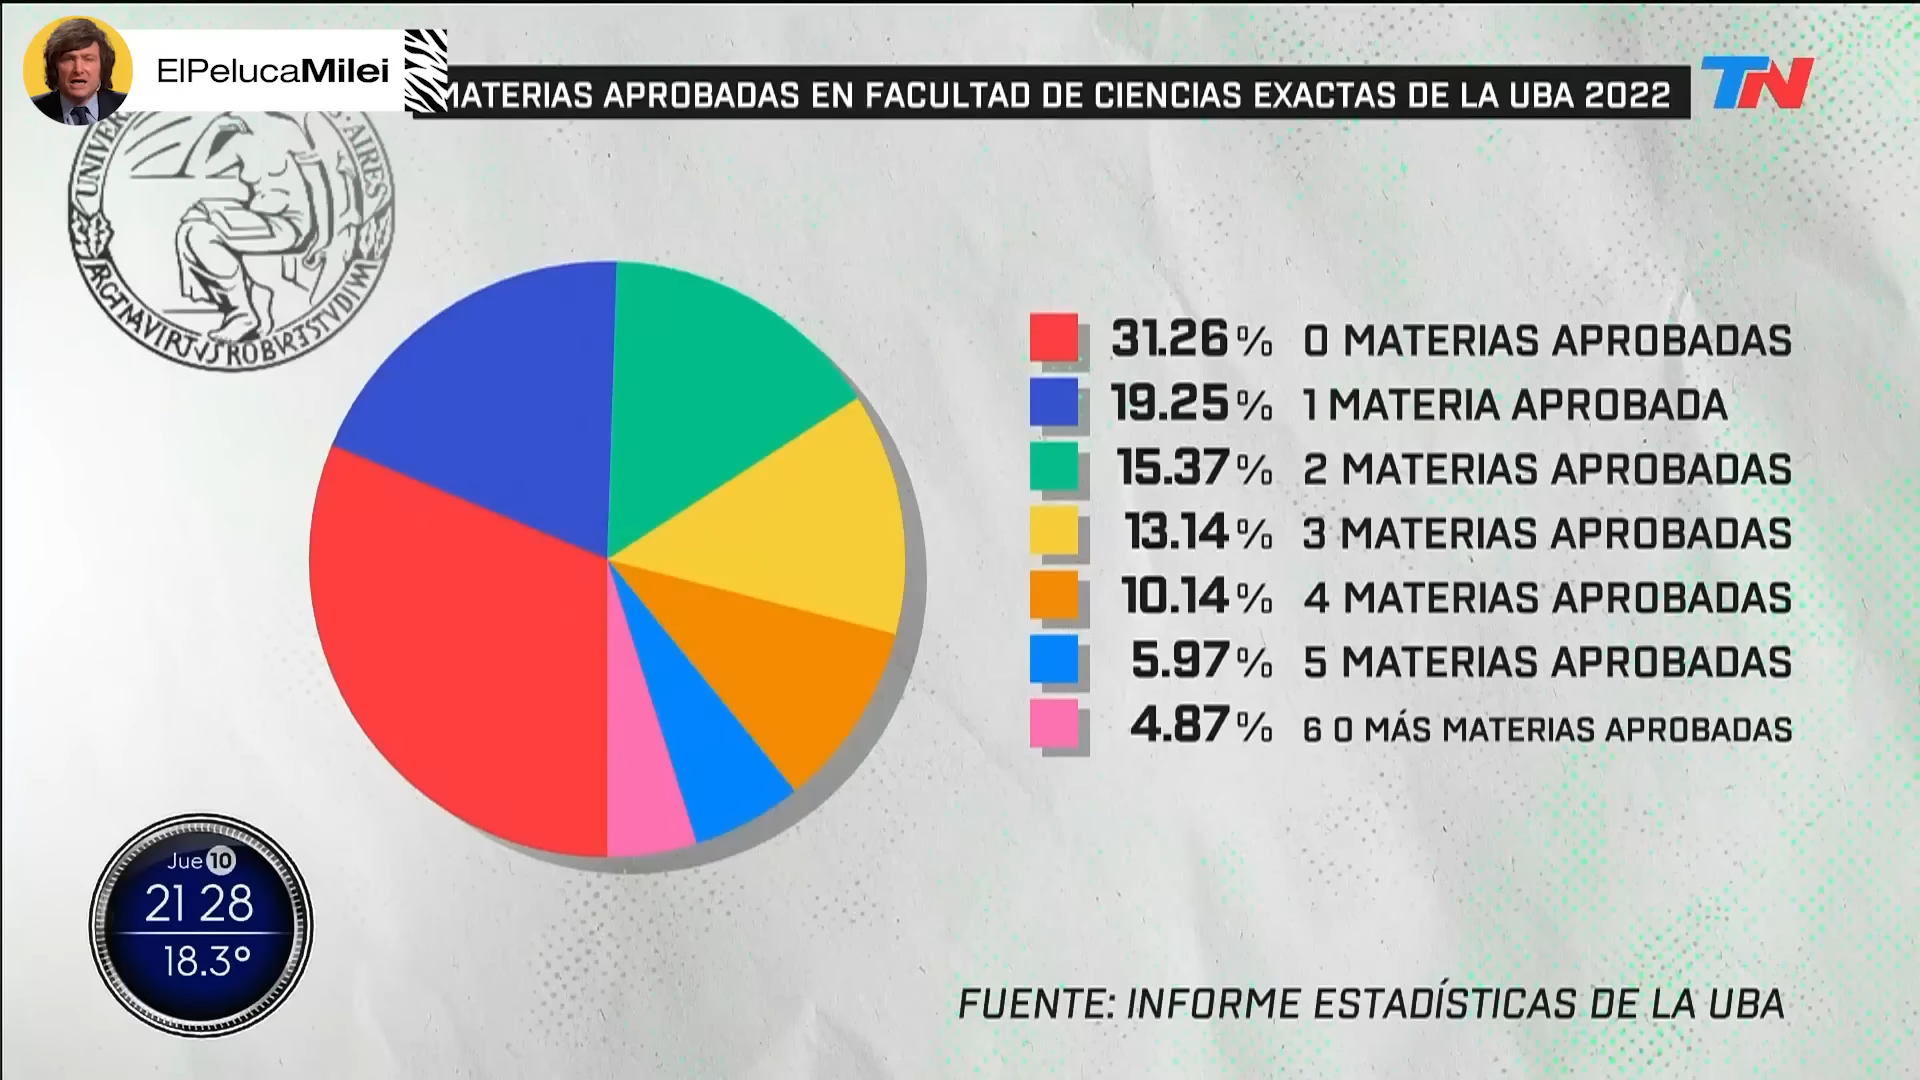 ElPelucaMilei
MATERIAS APROBADAS EN FACULTAD DE CIENCIAS EXACTAS DE LA UBA 2022
TN
AIRES
ARGTMVIRTVSROBVRETSTVDIVM
31.26% 0 MATERIAS APROBADAS
19.25% 1 MATERIA APROBADA
15.37% 2 MATERIAS APROBADAS
13.14% 3 MATERIAS APROBADAS
10.14% 4 MATERIAS APROBADAS
5.97% 5 MATERIAS APROBADAS
4.87% 6 O MÁS MATERIAS APROBADAS
Jue 10
21 28
18.3º
FUENTE: INFORME ESTADÍSTICAS DE LA UBA